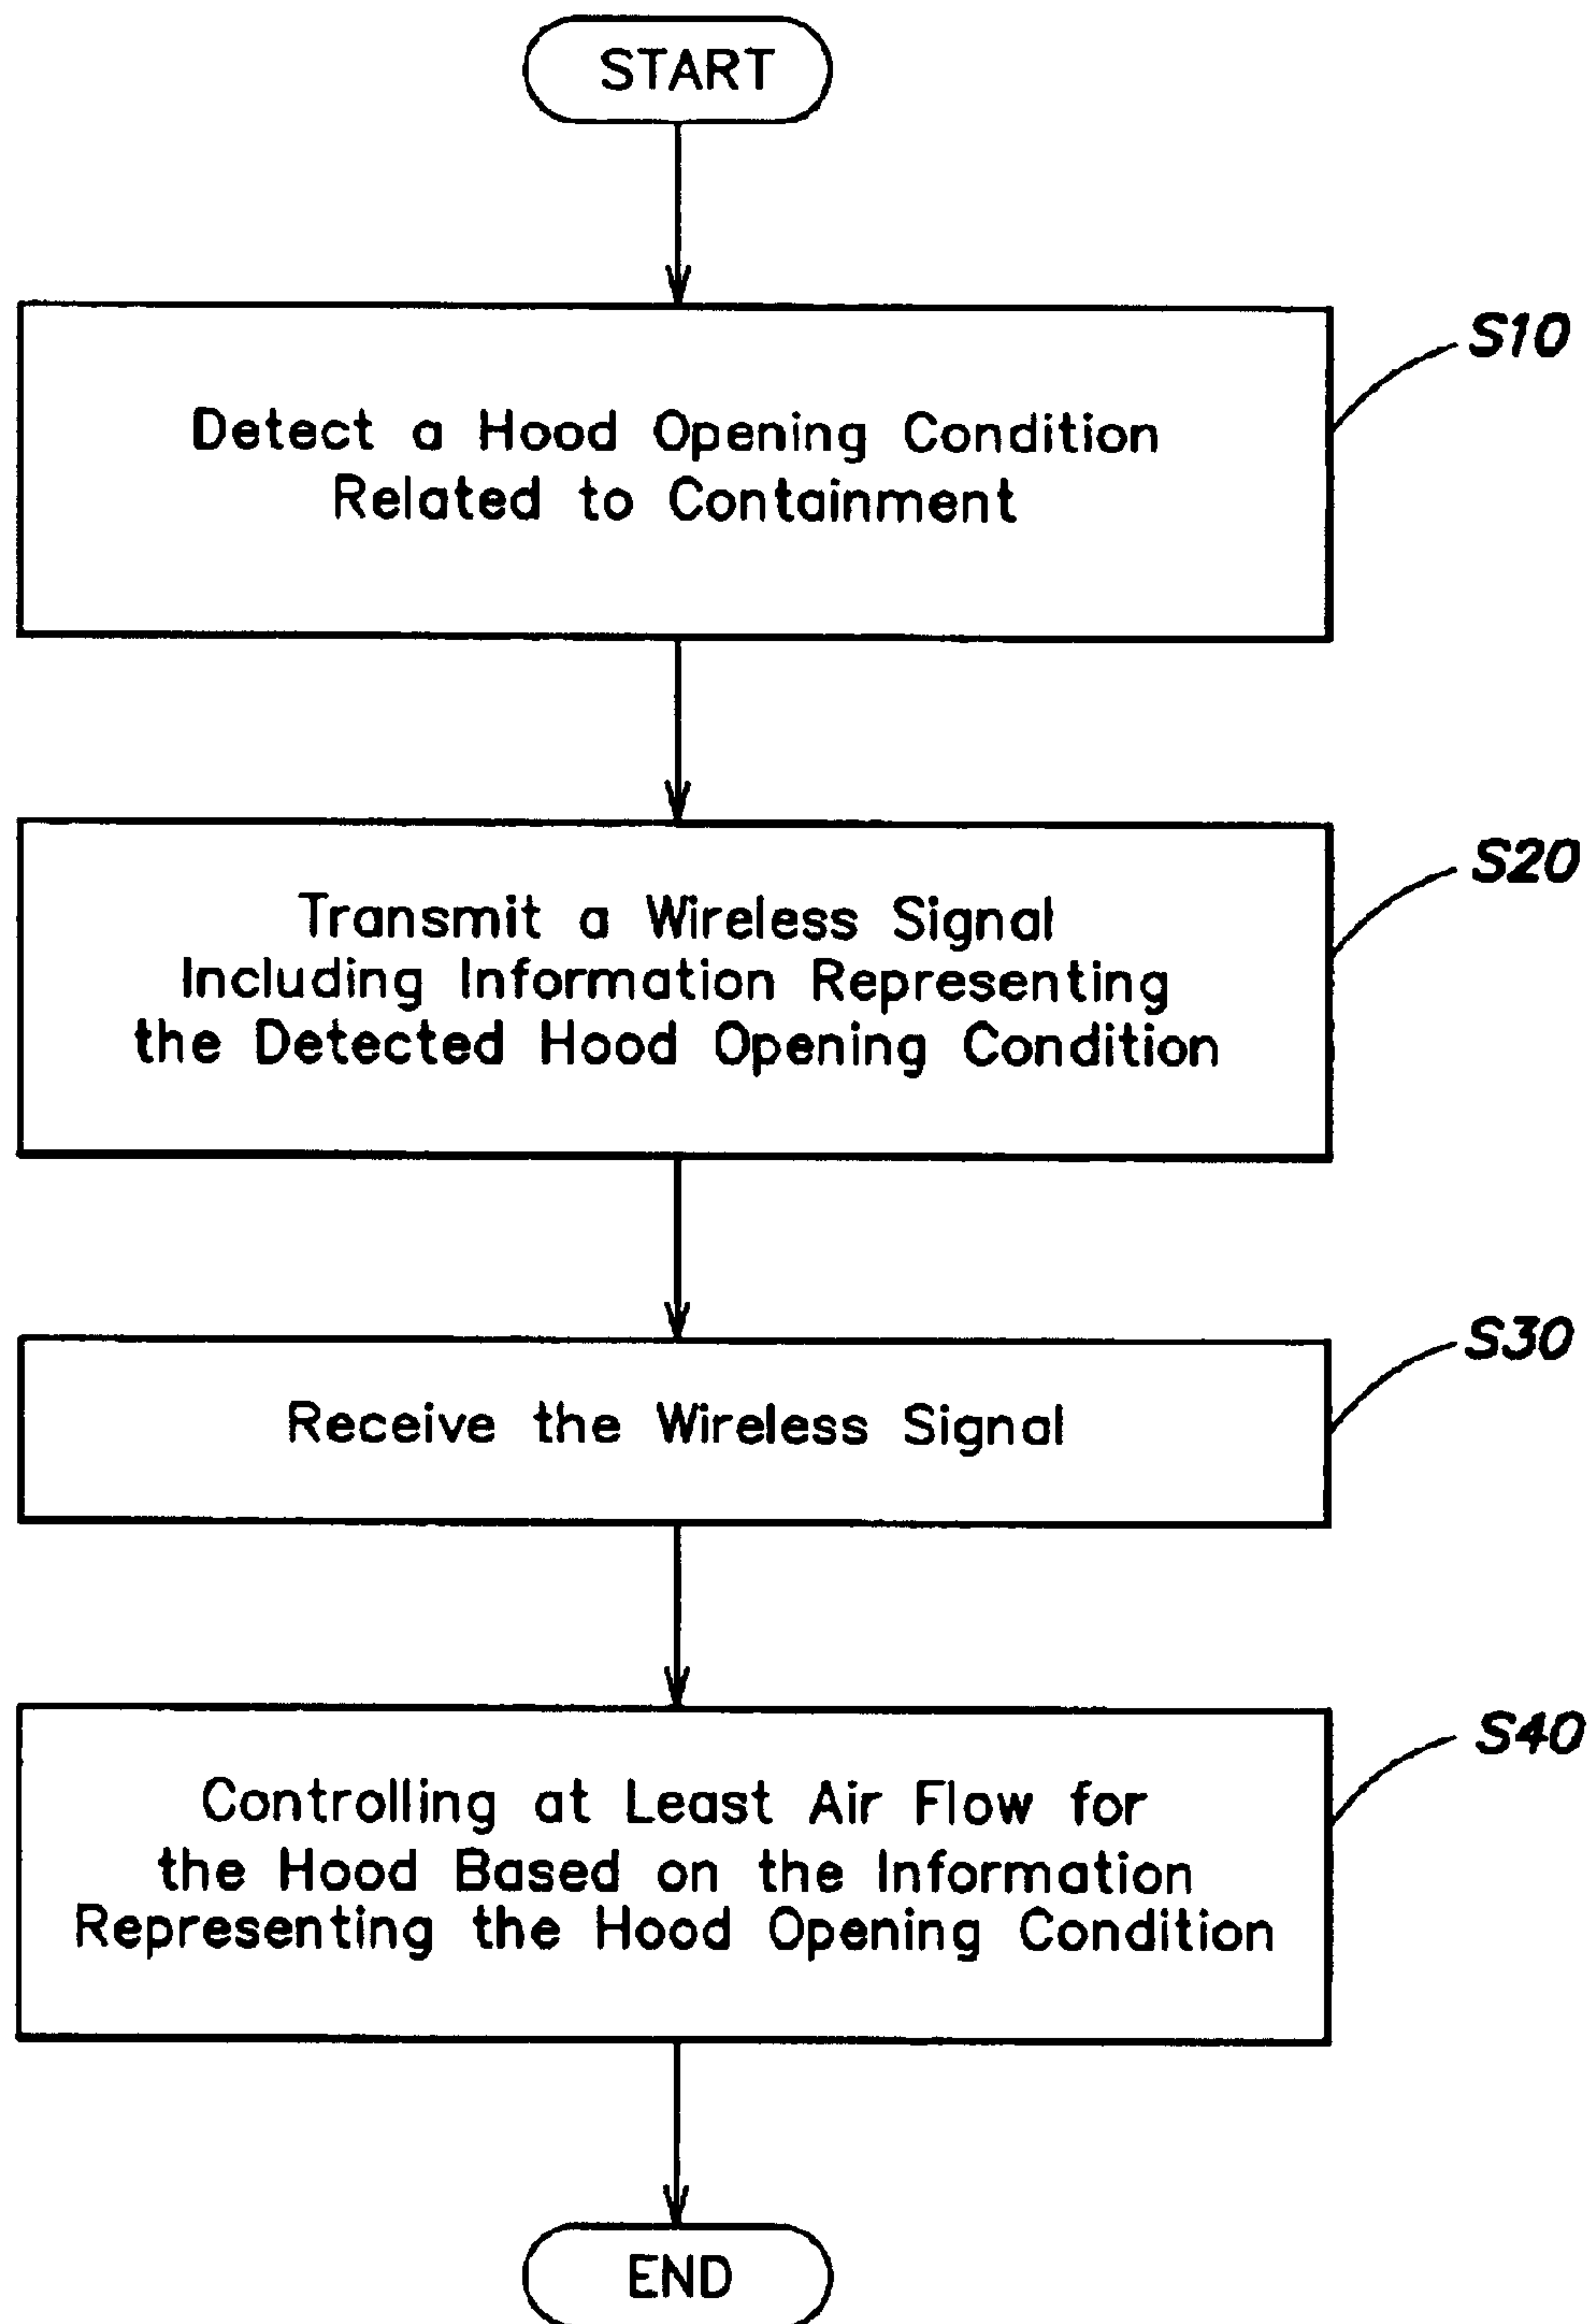 START
S10
Detect a Hood Opening Condition
Related to Containment
S20
Transmit a Wireless Signal
Including Information Representing
the Detected Hood Opening Condition
S30
Receive the Wireless Signal
S40
Controlling at Least Air Flow for
the Hood Based on the Information
Representing the Hood Opening Condition
END